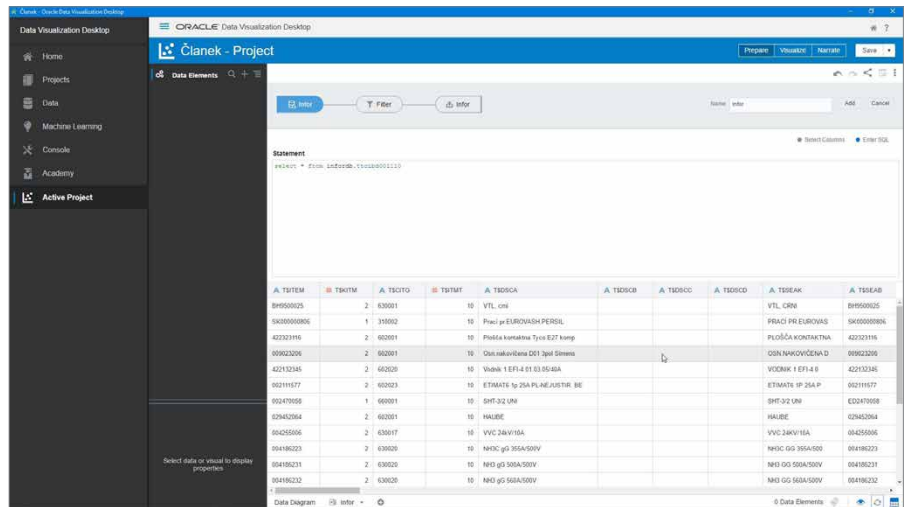 Članek - Oracle Data Visualization Desktop
Data Visualization Desktop
ORACLE Data Visualization Desktop
?
Home
Projects
Data
Machine Learning
Console
Academy
Active Project
Članek - Project
Prepare Visualize Narrate Save
Data Elements
Infor Filter Infor
Name Infor Add Cancel
Select Columns Enter SQL
Statement
select * from
A T$ITEM # T$KITM A T$CITG # T$ITMT A T$DSCA A T$DSCB A T$DSCC A T$DSCD A T$SEAK A T$SEAB
BH9500025 2 630001 10 VTL. crni VTL. CRNI BH9500025
SK000000806 1 310002 10 Praci pr.EUROVASH PERSIL PRACI PR.EUROVAS SK000000806
422323116 2 602001 10 Plošča kontaktna Tyco E27 komp PLOŠČA KONTAKTNA 422323116
009023206 2 602001 10 Osn.nakovičena D01 3pol Simens OSN.NAKOVIČENA D 009023206
422132345 2 602020 10 Vodnik 1.EFI-4 01.03.05/40A VODNIK 1 EFI-4 0 422132345
002111677 2 602023 10 ETIMAT6 1p 25A PL-NEJUSTIR. BE ETIMAT6 1P 25A P 002111677
002470058 1 660001 10 SHT-3/2 UNI SHT-3/2 UNI ED2470058
029452064 2 602001 10 HAUBE HAUBE 029452064
004255006 2 630017 10 VVC 24kV/10A VVC 24KV/10A 004255006
004186223 2 630020 10 NH3C gG 355A/500V NH3C GG 355A/500 004186223
004186231 2 630020 10 NH3 gG 500A/500V NH3 GG 500A/500V 004186231
004186232 2 630020 10 NH3 gG 560A/500V NH3 GG 560A/500V 004186232
Select data or visual to display
properties
Data Diagram Infor 0 Data Elements